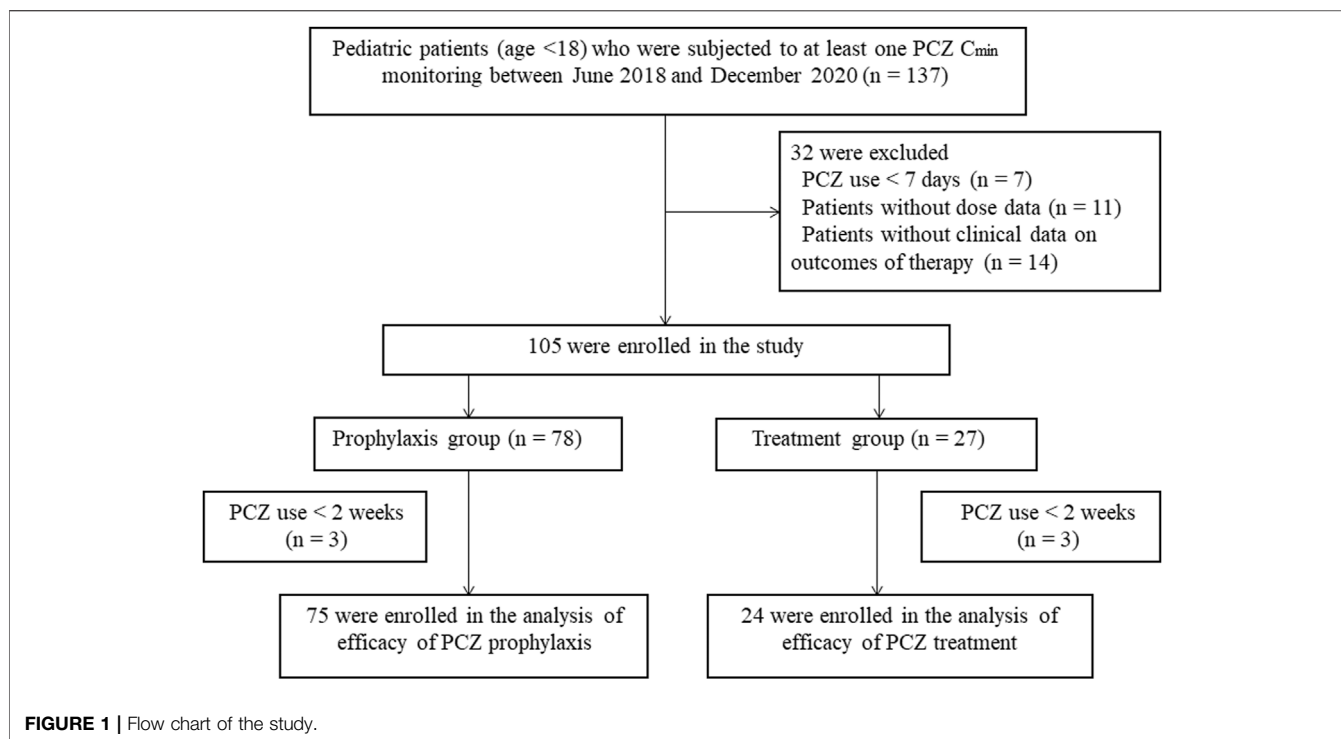 Pediatric patients (age <18) who were subjected to at least one PCZ Cmin
monitoring between June 2018 and December 2020 (n = 137)
32 were excluded
PCZ use < 7 days (n = 7)
Patients without dose data (n = 11)
Patients without clinical data on
outcomes of therapy (n = 14)
105 were enrolled in the study
Prophylaxis group (n = 78)
Treatment group (n = 27)
PCZ use < 2 weeks
(n = 3)
PCZ use < 2 weeks
(n = 3)
75 were enrolled in the analysis of
efficacy of PCZ prophylaxis
24 were enrolled in the analysis of
efficacy of PCZ treatment
FIGURE 1 | Flow chart of the study.